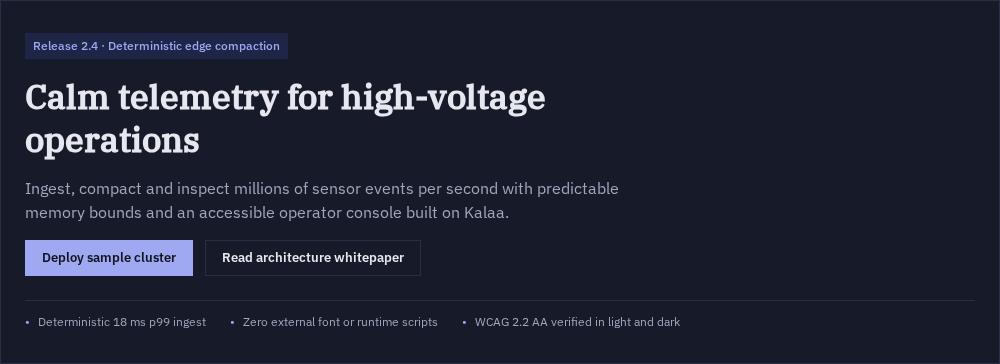 Release 2.4 · Deterministic edge compaction
Calm telemetry for high-voltage
operations
Ingest, compact and inspect millions of sensor events per second with predictable
memory bounds and an accessible operator console built on Kalaa.
Deploy sample cluster
Read architecture whitepaper
• Deterministic 18 ms p99 ingest • Zero external font or runtime scripts • WCAG 2.2 AA verified in light and dark